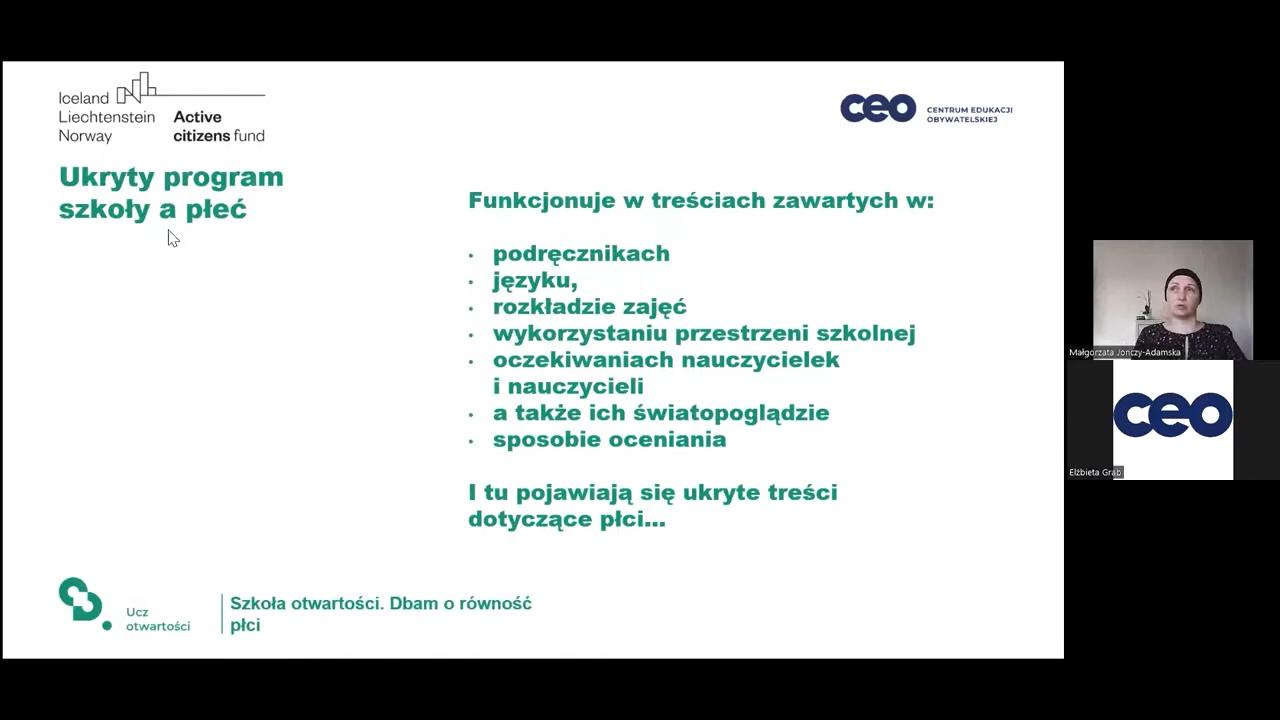 Iceland
Liechtenstein
Norway
Active
citizens fund
ceo
CENTRUM EDUKACJI
OBYWATELSKIEJ
Ukryty program
szkoły a płeć
Funkcjonuje w treściach zawartych w:
• podręcznikach
• języku,
• rozkładzie zajęć
• wykorzystaniu przestrzeni szkolnej
• oczekiwaniach nauczycielek
i nauczycieli
• a także ich światopoglądzie
• sposobie oceniania
I tu pojawiają się ukryte treści
dotyczące płci...
Ucz
otwartości
Szkoła otwartości. Dbam o równość
płci
Małgorzata Jonczy-Adamska
ceo
Elżbieta Grab